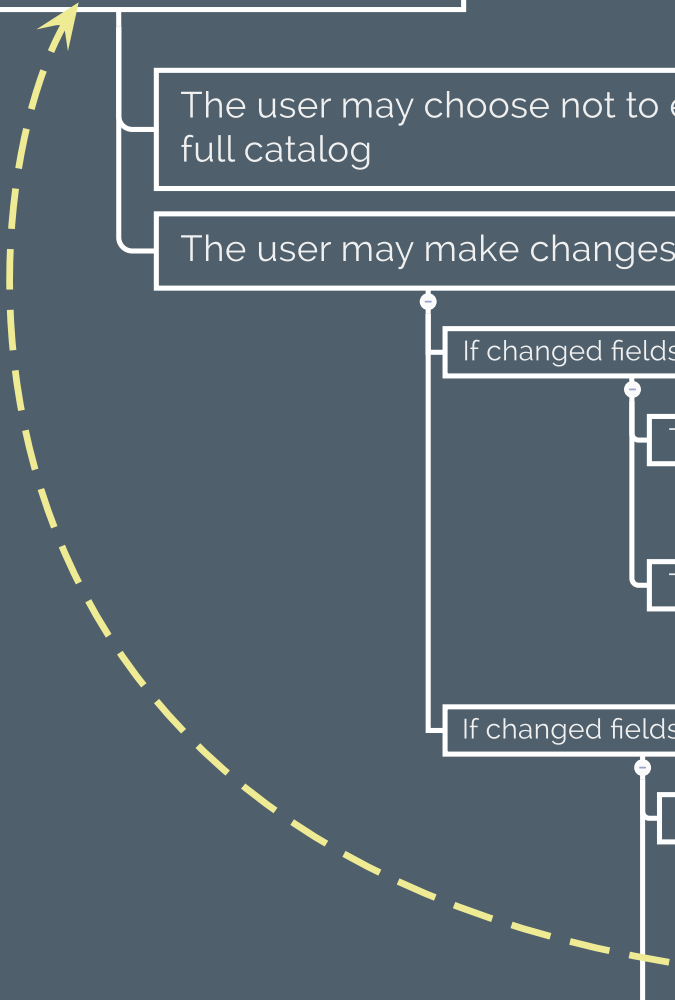 The user may choose not to
full catalog
The user may make changes
If changed fields
If changed fields